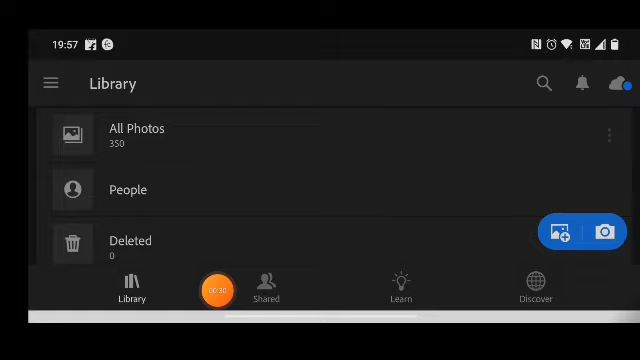 19:57
Library
All Photos
350
People
Deleted
0
00:30
Library
Shared
Learn
Discover